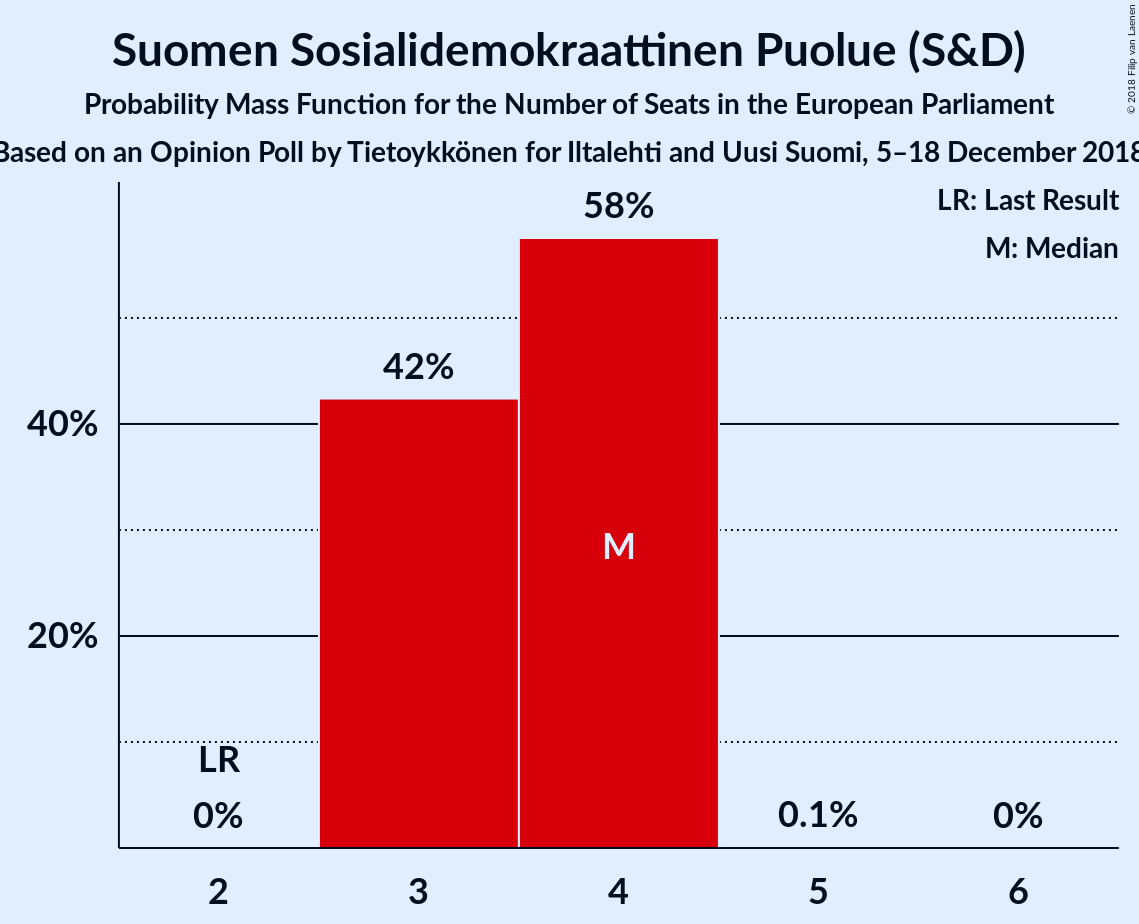 Suomen Sosialidemokraattinen Puolue (S&D)
Probability Mass Function for the Number of Seats in the European Parliament
Based on an Opinion Poll by Tietoykkönen for Iltalehti and Uusi Suomi, 5–18 December 2018
© 2018 Filip van Laenen
LR: Last Result
M: Median
58%
42%
40%
M
20%
LR
0%
0.1%
0%
2
3
4
5
6